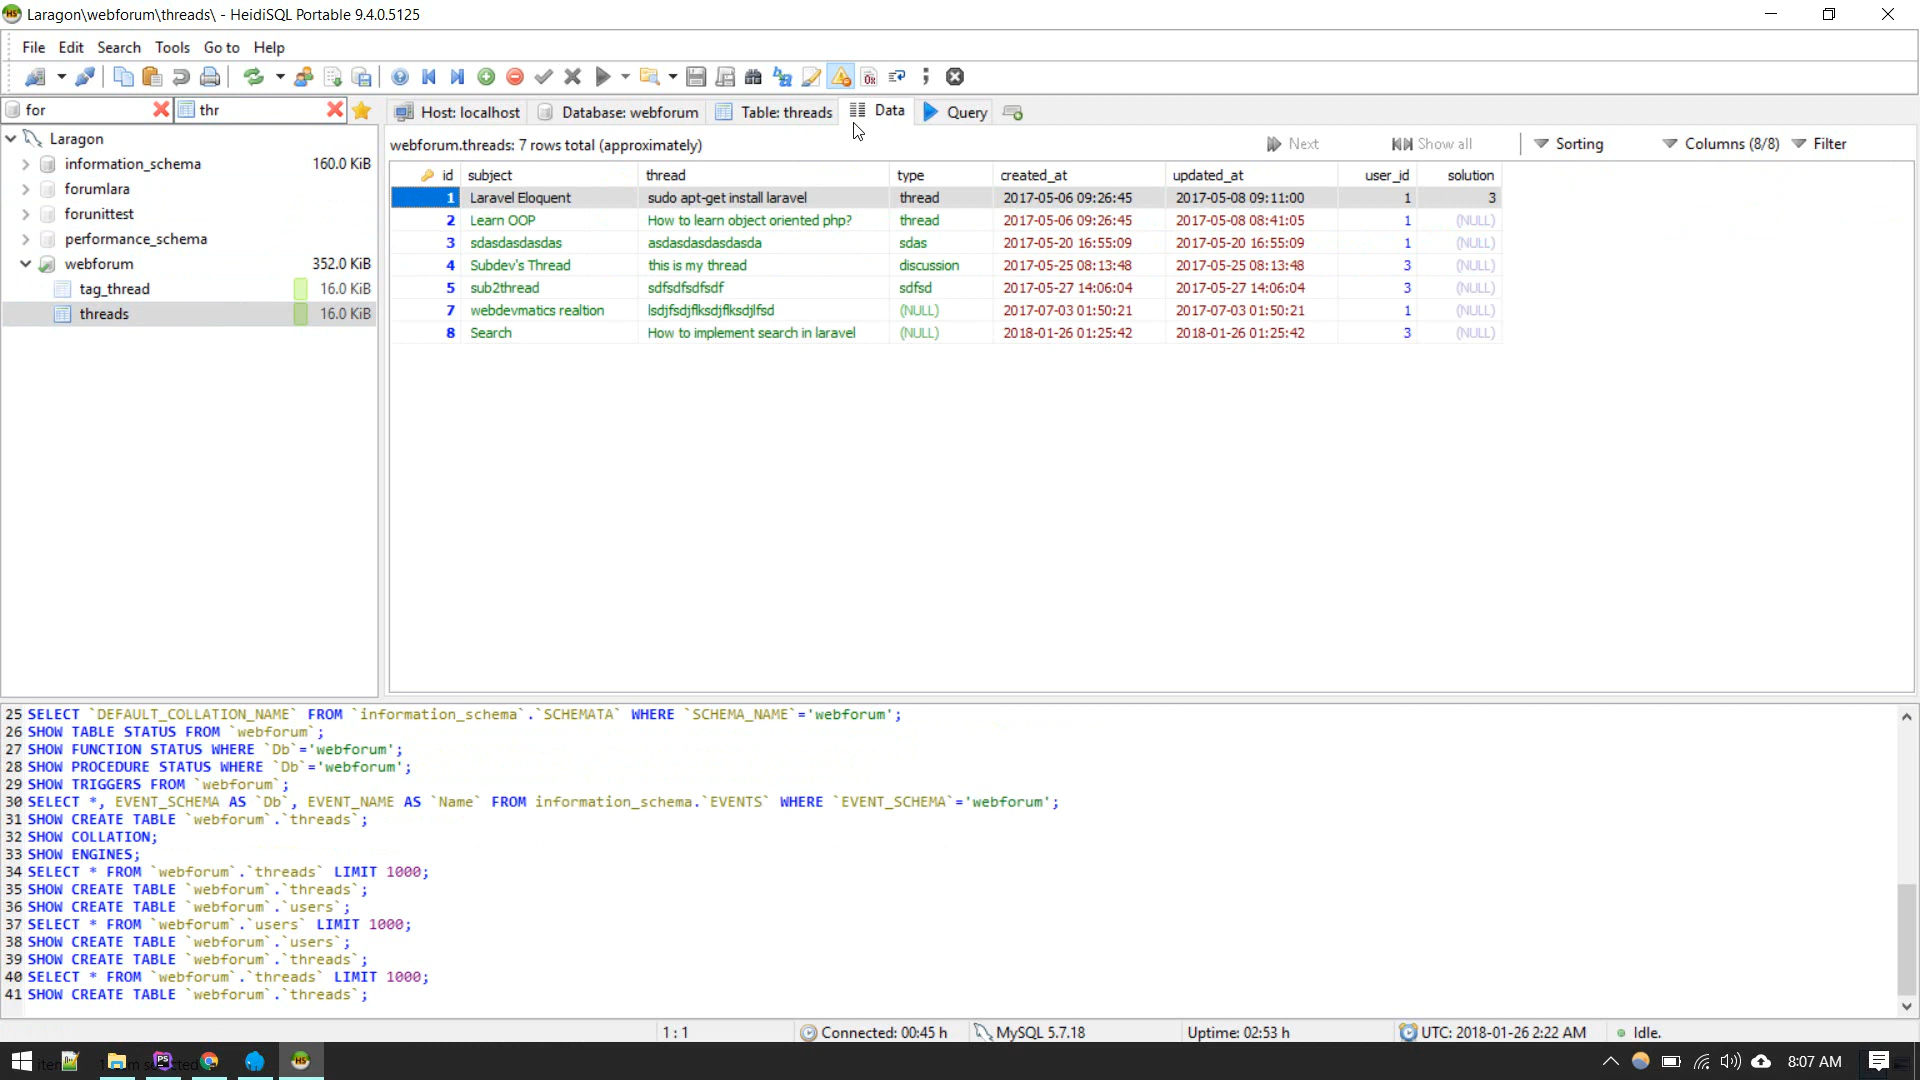 Laragon\webforum\threads\ - HeidiSQL Portable 9.4.0.5125
File Edit Search Tools Go to Help
for thr
Host: localhost Database: webforum Table: threads Data Query
webforum.threads: 7 rows total (approximately) Next Show all Sorting Columns (8/8) Filter
Laragon
information_schema 160.0 KiB
forumlara
forunittest
performance_schema
webforum 352.0 KiB
tag_thread 16.0 KiB
threads 16.0 KiB
id subject thread type created_at updated_at user_id solution
1 Laravel Eloquent sudo apt-get install laravel thread 2017-05-06 09:26:45 2017-05-08 09:11:00 1 3
2 Learn OOP How to learn object oriented php? thread 2017-05-06 09:26:45 2017-05-08 08:41:05 1 (NULL)
3 sdasdasdasdas asdasdasdasdasda sdas 2017-05-20 16:55:09 2017-05-20 16:55:09 1 (NULL)
4 Subdev's Thread this is my thread discussion 2017-05-25 08:13:48 2017-05-25 08:13:48 3 (NULL)
5 sub2thread sdfsdfsdfsdf sdfsd 2017-05-27 14:06:04 2017-05-27 14:06:04 3 (NULL)
7 webdevmatics realtion lsdjfsdjflksdjflksdjlfsd (NULL) 2017-07-03 01:50:21 2017-07-03 01:50:21 1 (NULL)
8 Search How to implement search in laravel (NULL) 2018-01-26 01:25:42 2018-01-26 01:25:42 3 (NULL)
25 SELECT `DEFAULT_COLLATION_NAME` FROM `information_schema`.`SCHEMATA` WHERE `SCHEMA_NAME`='webforum';
26 SHOW TABLE STATUS FROM `webforum`;
27 SHOW FUNCTION STATUS WHERE `Db`='webforum';
28 SHOW PROCEDURE STATUS WHERE `Db`='webforum';
29 SHOW TRIGGERS FROM `webforum`;
30 SELECT *, EVENT_SCHEMA AS `Db`, EVENT_NAME AS `Name` FROM information_schema.`EVENTS` WHERE `EVENT_SCHEMA`='webforum';
31 SHOW CREATE TABLE `webforum`.`threads`;
32 SHOW COLLATION;
33 SHOW ENGINES;
34 SELECT * FROM `webforum`.`threads` LIMIT 1000;
35 SHOW CREATE TABLE `webforum`.`threads`;
36 SHOW CREATE TABLE `webforum`.`users`;
37 SELECT * FROM `webforum`.`users` LIMIT 1000;
38 SHOW CREATE TABLE `webforum`.`users`;
39 SHOW CREATE TABLE `webforum`.`threads`;
40 SELECT * FROM `webforum`.`threads` LIMIT 1000;
41 SHOW CREATE TABLE `webforum`.`threads`;
1 : 1 Connected: 00:45 h MySQL 5.7.18 Uptime: 02:53 h UTC: 2018-01-26 2:22 AM Idle.
8:07 AM